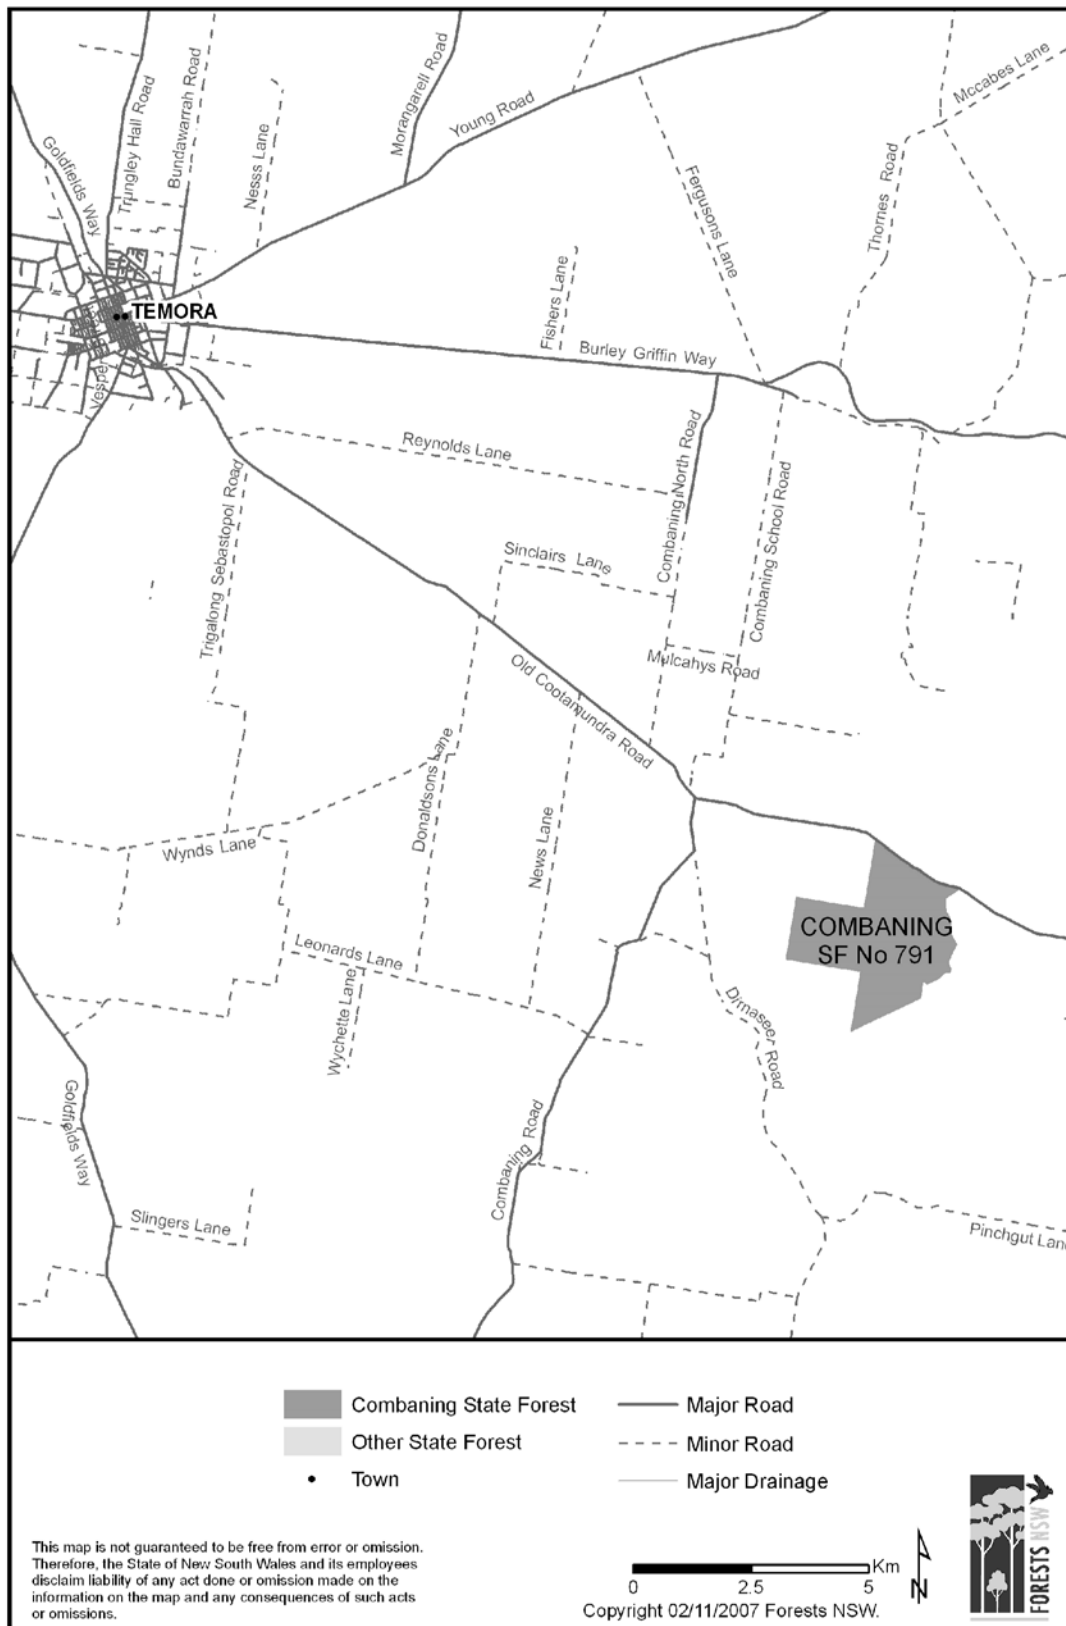 Mccabes Lane
Morangarell Road
Young Road
Trungley Hall Road
Bundawarrah Road
Nesss Lane
Goldfields Way
Fergusons Lane
Thornes Road
TEMORA
Fishers Lane
Burley Griffin Way
Vesper
Reynolds Lane
Combaning North Road
Combaning School Road
Trigalong Sebastopol Road
Sinclairs Lane
Mulcahys Road
Old Cootamundra Road
Donaldsons Lane
News Lane
Wynds Lane
COMBANING
SF No 791
Leonards Lane
Wychette Lane
Dirnaseer Road
Goldfields Way
Combaning Road
Slingers Lane
Pinchgut Lane
Combaning State Forest
Major Road
Other State Forest
Minor Road
Town
Major Drainage
This map is not guaranteed to be free from error or omission.
Therefore, the State of New South Wales and its employees
disclaim liability of any act done or omission made on the
information on the map and any consequences of such acts
or omissions.
Km
0 2.5 5
N
Copyright 02/11/2007 Forests NSW.
FORESTS NSW